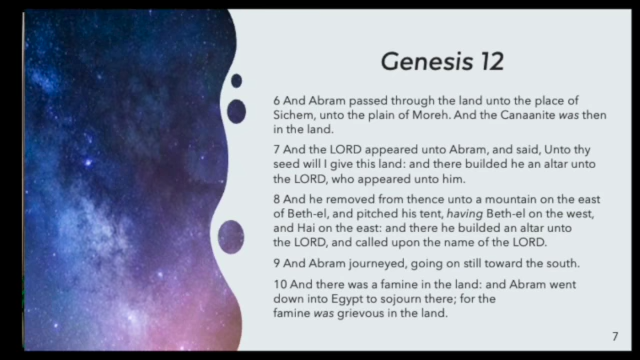 Genesis 12
6 And Abram passed through the land unto the place of
Sichem, unto the plain of Moreh. And the Canaanite was then
in the land.
7 And the LORD appeared unto Abram, and said, Unto thy
seed will I give this land: and there builded he an altar unto
the LORD, who appeared unto him.
8 And he removed from thence unto a mountain on the east
of Beth-el, and pitched his tent, having Beth-el on the west,
and Hai on the east: and there he builded an altar unto
the LORD, and called upon the name of the LORD.
9 And Abram journeyed, going on still toward the south.
10 And there was a famine in the land: and Abram went
down into Egypt to sojourn there; for the
famine was grievous in the land.
7